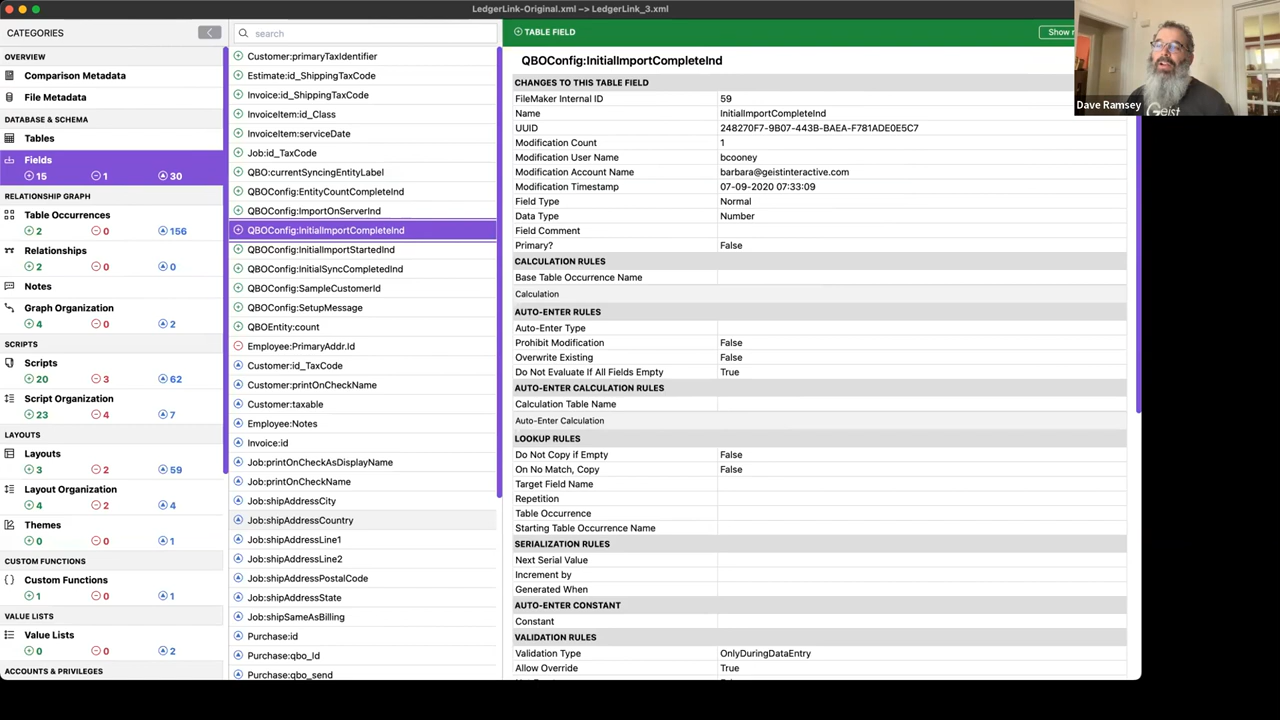 LedgerLink-Original.xml −> LedgerLink_3.xml
CATEGORIES
OVERVIEW
Comparison Metadata
File Metadata
DATABASE & SCHEMA
Tables
Fields
15 1 30
RELATIONSHIP GRAPH
Table Occurrences
2 0 156
Relationships
2 0 0
Notes
Graph Organization
4 0 2
SCRIPTS
Scripts
20 3 62
Script Organization
23 4 7
LAYOUTS
Layouts
3 2 59
Layout Organization
4 2 4
Themes
0 0 1
CUSTOM FUNCTIONS
Custom Functions
1 0 1
VALUE LISTS
Value Lists
0 0 2
ACCOUNTS & PRIVILEGES
search
Customer:primaryTaxIdentifier
Estimate:id_ShippingTaxCode
Invoice:id_ShippingTaxCode
InvoiceItem:id_Class
InvoiceItem:serviceDate
Job:id_TaxCode
QBO:currentSyncingEntityLabel
QBOConfig:EntityCountCompleteInd
QBOConfig:ImportOnServerInd
QBOConfig:InitialImportCompleteInd
QBOConfig:InitialImportStartedInd
QBOConfig:InitialSyncCompletedInd
QBOConfig:SampleCustomerId
QBOConfig:SetupMessage
QBOEntity:count
Employee:PrimaryAddr.Id
Customer:id_TaxCode
Customer:printOnCheckName
Customer:taxable
Employee:Notes
Invoice:id
Job:printOnCheckAsDisplayName
Job:printOnCheckName
Job:shipAddressCity
Job:shipAddressCountry
Job:shipAddressLine1
Job:shipAddressLine2
Job:shipAddressPostalCode
Job:shipAddressState
Job:shipSameAsBilling
Purchase:id
Purchase:qbo_Id
Purchase:qbo_send
TABLE FIELD
Show
QBOConfig:InitialImportCompleteInd
CHANGES TO THIS TABLE FIELD
FileMaker Internal ID 59
Name InitialImportCompleteInd
UUID 248270F7-9B07-443B-BAEA-F781ADE0E5C7
Modification Count 1
Modification User Name bcooney
Modification Account Name barbara@geistinteractive.com
Modification Timestamp 07-09-2020 07:33:09
Field Type Normal
Data Type Number
Field Comment
Primary? False
CALCULATION RULES
Base Table Occurrence Name
Calculation
AUTO-ENTER RULES
Auto-Enter Type
Prohibit Modification False
Overwrite Existing False
Do Not Evaluate If All Fields Empty True
AUTO-ENTER CALCULATION RULES
Calculation Table Name
Auto-Enter Calculation
LOOKUP RULES
Do Not Copy if Empty False
On No Match, Copy False
Target Field Name
Repetition
Table Occurrence
Starting Table Occurrence Name
SERIALIZATION RULES
Next Serial Value
Increment by
Generated When
AUTO-ENTER CONSTANT
Constant
VALIDATION RULES
Validation Type OnlyDuringDataEntry
Allow Override True
Dave Ramsey
Geist